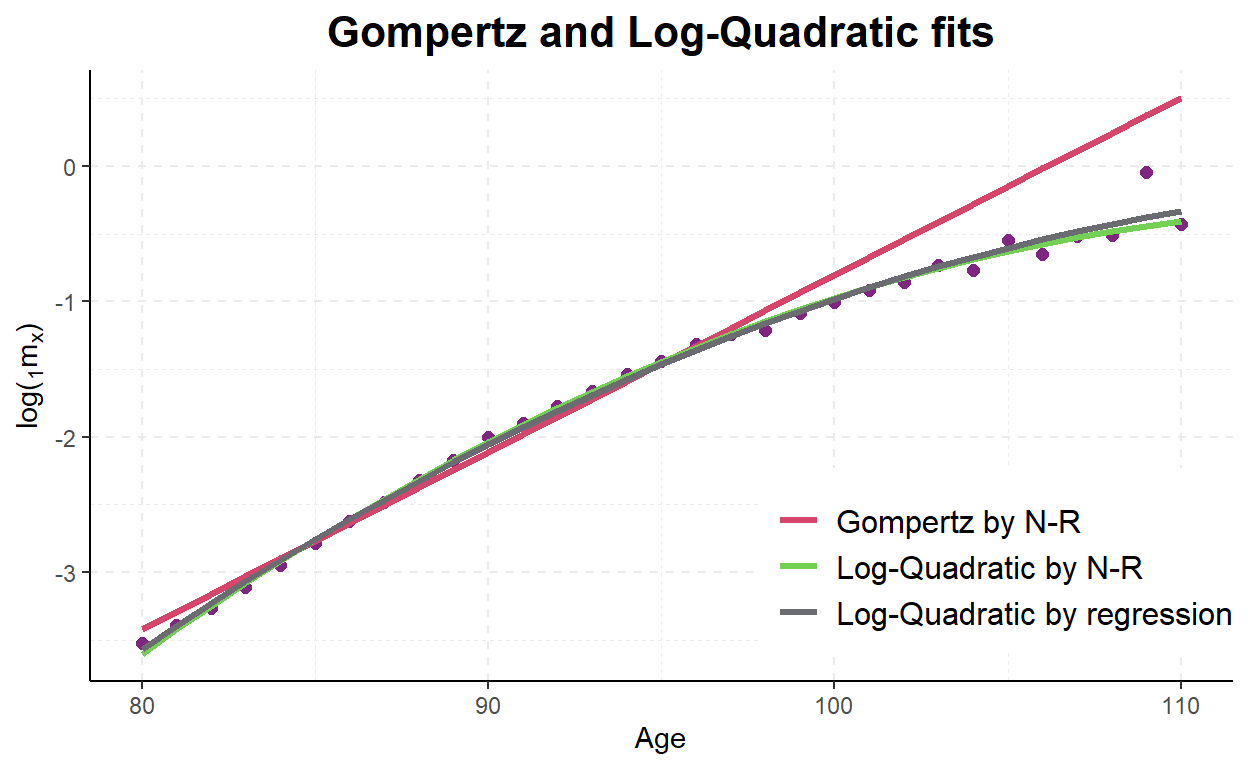 Gompertz and Log-Quadratic fits
log(₁mₓ)
0
-1
-2
-3
Gompertz by N-R
Log-Quadratic by N-R
Log-Quadratic by regression
80 90 100 110
Age